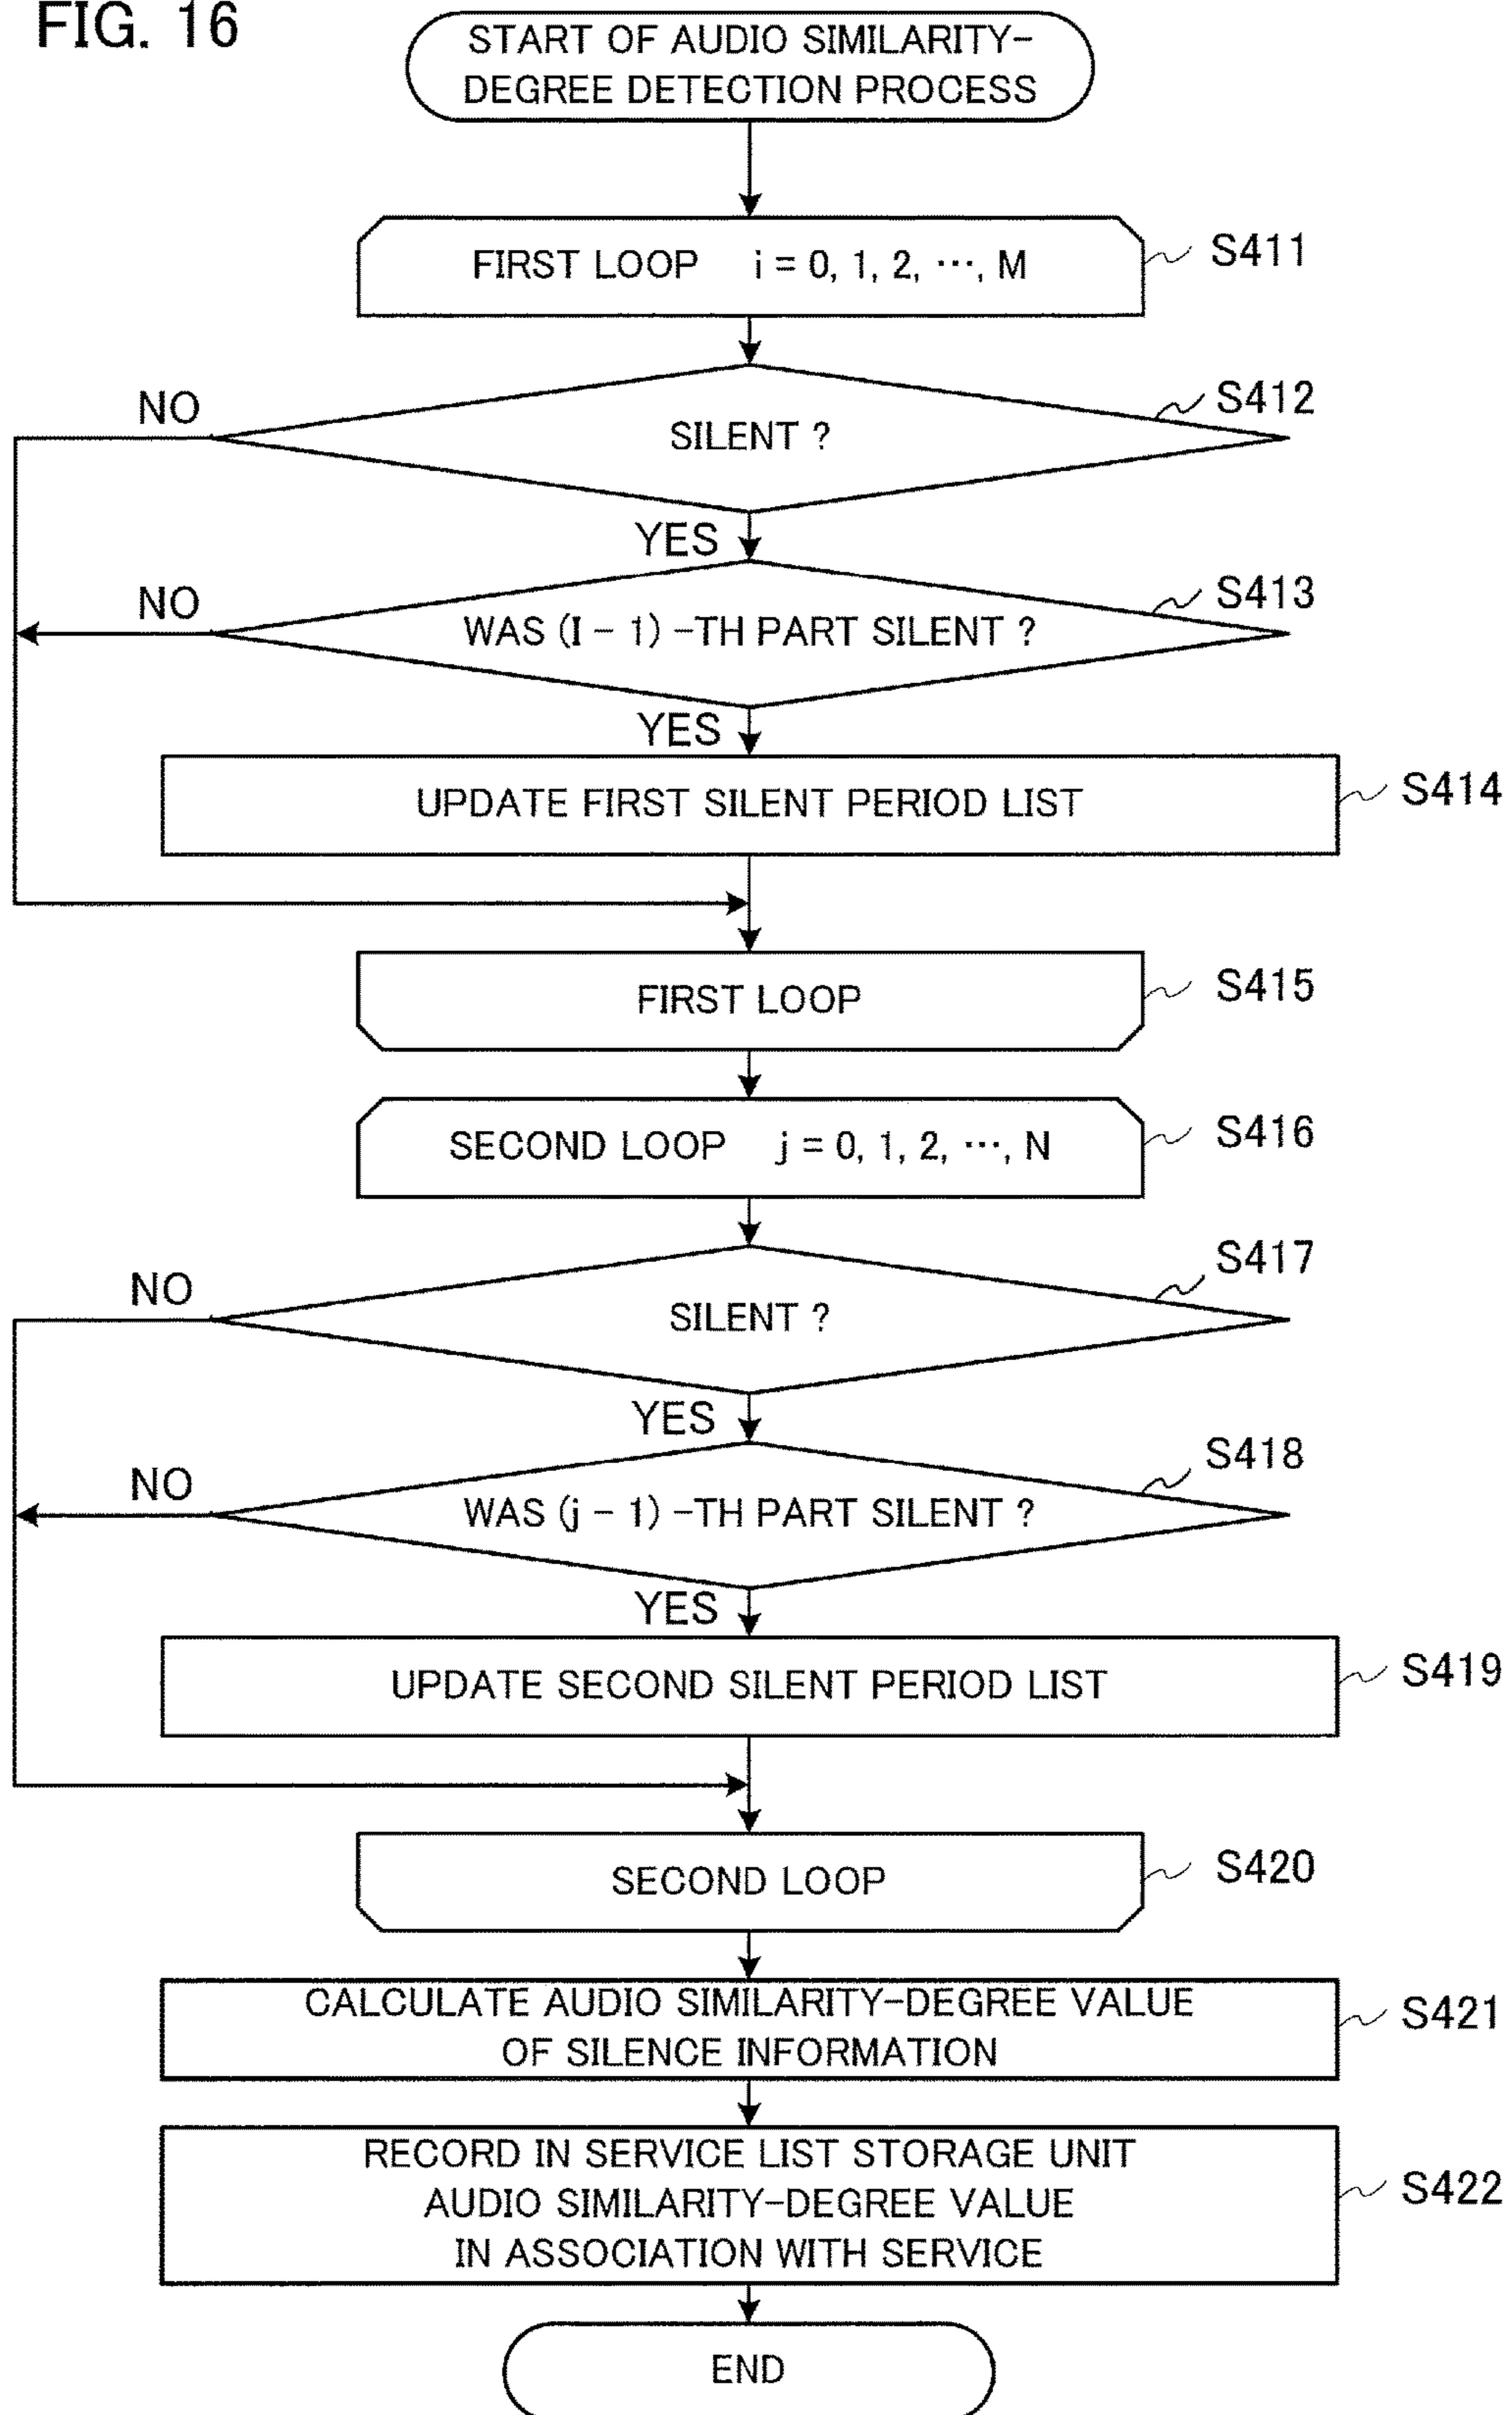 FIG. 16
START OF AUDIO SIMILARITY-
DEGREE DETECTION PROCESS
FIRST LOOP i = 0, 1, 2, ···, M
S411
NO
SILENT ?
S412
YES
NO
WAS (I - 1) -TH PART SILENT ?
S413
YES
UPDATE FIRST SILENT PERIOD LIST
S414
FIRST LOOP
S415
SECOND LOOP j = 0, 1, 2, ···, N
S416
NO
SILENT ?
S417
YES
NO
WAS (j - 1) -TH PART SILENT ?
S418
YES
UPDATE SECOND SILENT PERIOD LIST
S419
SECOND LOOP
S420
CALCULATE AUDIO SIMILARITY-DEGREE VALUE
OF SILENCE INFORMATION
S421
RECORD IN SERVICE LIST STORAGE UNIT
AUDIO SIMILARITY-DEGREE VALUE
IN ASSOCIATION WITH SERVICE
S422
END